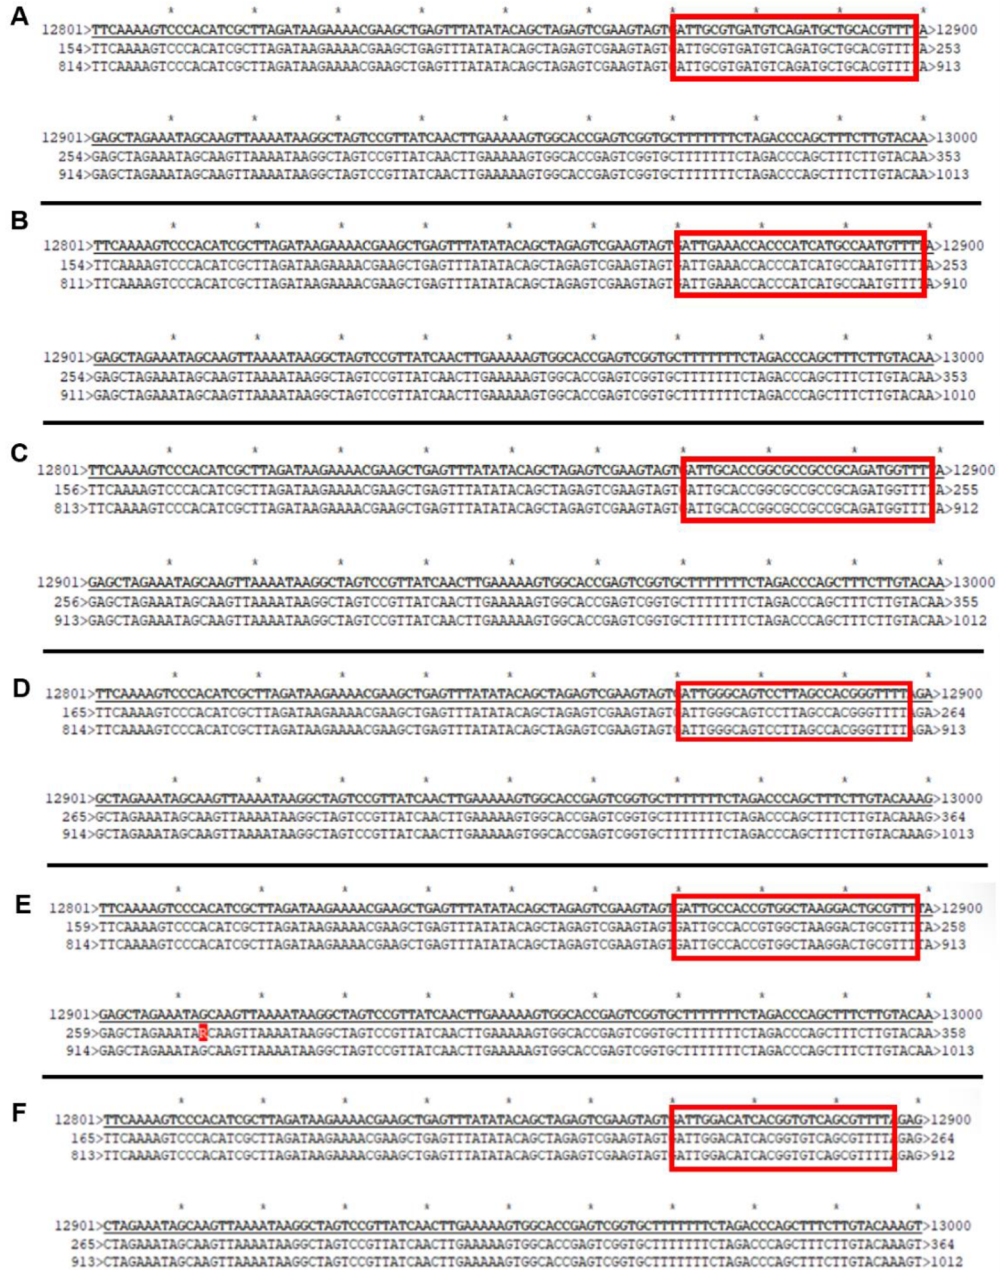 A
* * * * * * * * * *
12801>TTCAAAAGTCCCACATCGCTTAGATAAGAAAACGAAGCTGAGTTTATATACAGCTAGAGTCGAAGTAGTGATTGCGTGATGTCAGATGCTGCACGTTTTA>12900
154>TTCAAAAGTCCCACATCGCTTAGATAAGAAAACGAAGCTGAGTTTATATACAGCTAGAGTCGAAGTAGTGATTGCGTGATGTCAGATGCTGCACGTTTTA>253
814>TTCAAAAGTCCCACATCGCTTAGATAAGAAAACGAAGCTGAGTTTATATACAGCTAGAGTCGAAGTAGTGATTGCGTGATGTCAGATGCTGCACGTTTTA>913
* * * * * * * * * *
12901>GAGCTAGAAATAGCAAGTTAAAATAAGGCTAGTCCGTTATCAACTTGAAAAAGTGGCACCGAGTCGGTGCTTTTTTTCTAGACCCAGCTTTCTTGTACAA>13000
254>GAGCTAGAAATAGCAAGTTAAAATAAGGCTAGTCCGTTATCAACTTGAAAAAGTGGCACCGAGTCGGTGCTTTTTTTCTAGACCCAGCTTTCTTGTACAA>353
914>GAGCTAGAAATAGCAAGTTAAAATAAGGCTAGTCCGTTATCAACTTGAAAAAGTGGCACCGAGTCGGTGCTTTTTTTCTAGACCCAGCTTTCTTGTACAA>1013
B
* * * * * * * * * *
12801>TTCAAAAGTCCCACATCGCTTAGATAAGAAAACGAAGCTGAGTTTATATACAGCTAGAGTCGAAGTAGTGATTGAAACCACCCATCATGCCAATGTTTTA>12900
154>TTCAAAAGTCCCACATCGCTTAGATAAGAAAACGAAGCTGAGTTTATATACAGCTAGAGTCGAAGTAGTGATTGAAACCACCCATCATGCCAATGTTTTA>253
811>TTCAAAAGTCCCACATCGCTTAGATAAGAAAACGAAGCTGAGTTTATATACAGCTAGAGTCGAAGTAGTGATTGAAACCACCCATCATGCCAATGTTTTA>910
* * * * * * * * * *
12901>GAGCTAGAAATAGCAAGTTAAAATAAGGCTAGTCCGTTATCAACTTGAAAAAGTGGCACCGAGTCGGTGCTTTTTTTCTAGACCCAGCTTTCTTGTACAA>13000
254>GAGCTAGAAATAGCAAGTTAAAATAAGGCTAGTCCGTTATCAACTTGAAAAAGTGGCACCGAGTCGGTGCTTTTTTTCTAGACCCAGCTTTCTTGTACAA>353
911>GAGCTAGAAATAGCAAGTTAAAATAAGGCTAGTCCGTTATCAACTTGAAAAAGTGGCACCGAGTCGGTGCTTTTTTTCTAGACCCAGCTTTCTTGTACAA>1010
C
* * * * * * * * * *
12801>TTCAAAAGTCCCACATCGCTTAGATAAGAAAACGAAGCTGAGTTTATATACAGCTAGAGTCGAAGTAGTGATTGCACCGGCGCCGCCGCAGATGGTTTTA>12900
156>TTCAAAAGTCCCACATCGCTTAGATAAGAAAACGAAGCTGAGTTTATATACAGCTAGAGTCGAAGTAGTGATTGCACCGGCGCCGCCGCAGATGGTTTTA>255
813>TTCAAAAGTCCCACATCGCTTAGATAAGAAAACGAAGCTGAGTTTATATACAGCTAGAGTCGAAGTAGTGATTGCACCGGCGCCGCCGCAGATGGTTTTA>912
* * * * * * * * * *
12901>GAGCTAGAAATAGCAAGTTAAAATAAGGCTAGTCCGTTATCAACTTGAAAAAGTGGCACCGAGTCGGTGCTTTTTTTCTAGACCCAGCTTTCTTGTACAA>13000
256>GAGCTAGAAATAGCAAGTTAAAATAAGGCTAGTCCGTTATCAACTTGAAAAAGTGGCACCGAGTCGGTGCTTTTTTTCTAGACCCAGCTTTCTTGTACAA>355
913>GAGCTAGAAATAGCAAGTTAAAATAAGGCTAGTCCGTTATCAACTTGAAAAAGTGGCACCGAGTCGGTGCTTTTTTTCTAGACCCAGCTTTCTTGTACAA>1012
D
* * * * * * * * * *
12801>TTCAAAAGTCCCACATCGCTTAGATAAGAAAACGAAGCTGAGTTTATATACAGCTAGAGTCGAAGTAGTGATTGGGCAGTCCTTAGCCACGGGTTTTAGA>12900
165>TTCAAAAGTCCCACATCGCTTAGATAAGAAAACGAAGCTGAGTTTATATACAGCTAGAGTCGAAGTAGTGATTGGGCAGTCCTTAGCCACGGGTTTTAGA>264
814>TTCAAAAGTCCCACATCGCTTAGATAAGAAAACGAAGCTGAGTTTATATACAGCTAGAGTCGAAGTAGTGATTGGGCAGTCCTTAGCCACGGGTTTTAGA>913
* * * * * * * * * *
12901>GCTAGAAATAGCAAGTTAAAATAAGGCTAGTCCGTTATCAACTTGAAAAAGTGGCACCGAGTCGGTGCTTTTTTTCTAGACCCAGCTTTCTTGTACAAAG>13000
265>GCTAGAAATAGCAAGTTAAAATAAGGCTAGTCCGTTATCAACTTGAAAAAGTGGCACCGAGTCGGTGCTTTTTTTCTAGACCCAGCTTTCTTGTACAAAG>364
914>GCTAGAAATAGCAAGTTAAAATAAGGCTAGTCCGTTATCAACTTGAAAAAGTGGCACCGAGTCGGTGCTTTTTTTCTAGACCCAGCTTTCTTGTACAAAG>1013
E
* * * * * * * * * *
12801>TTCAAAAGTCCCACATCGCTTAGATAAGAAAACGAAGCTGAGTTTATATACAGCTAGAGTCGAAGTAGTGATTGCCACCGTGGCTAAGGACTGCGTTTTA>12900
159>TTCAAAAGTCCCACATCGCTTAGATAAGAAAACGAAGCTGAGTTTATATACAGCTAGAGTCGAAGTAGTGATTGCCACCGTGGCTAAGGACTGCGTTTTA>258
814>TTCAAAAGTCCCACATCGCTTAGATAAGAAAACGAAGCTGAGTTTATATACAGCTAGAGTCGAAGTAGTGATTGCCACCGTGGCTAAGGACTGCGTTTTA>913
* * * * * * * * * *
12901>GAGCTAGAAATAGCAAGTTAAAATAAGGCTAGTCCGTTATCAACTTGAAAAAGTGGCACCGAGTCGGTGCTTTTTTTCTAGACCCAGCTTTCTTGTACAA>13000
259>GAGCTAGAAATARCAAGTTAAAATAAGGCTAGTCCGTTATCAACTTGAAAAAGTGGCACCGAGTCGGTGCTTTTTTTCTAGACCCAGCTTTCTTGTACAA>358
914>GAGCTAGAAATAGCAAGTTAAAATAAGGCTAGTCCGTTATCAACTTGAAAAAGTGGCACCGAGTCGGTGCTTTTTTTCTAGACCCAGCTTTCTTGTACAA>1013
F
* * * * * * * * * *
12801>TTCAAAAGTCCCACATCGCTTAGATAAGAAAACGAAGCTGAGTTTATATACAGCTAGAGTCGAAGTAGTGATTGGACATCACGGTGTCAGCGTTTTAGAG>12900
165>TTCAAAAGTCCCACATCGCTTAGATAAGAAAACGAAGCTGAGTTTATATACAGCTAGAGTCGAAGTAGTGATTGGACATCACGGTGTCAGCGTTTTAGAG>264
813>TTCAAAAGTCCCACATCGCTTAGATAAGAAAACGAAGCTGAGTTTATATACAGCTAGAGTCGAAGTAGTGATTGGACATCACGGTGTCAGCGTTTTAGAG>912
* * * * * * * * * *
12901>CTAGAAATAGCAAGTTAAAATAAGGCTAGTCCGTTATCAACTTGAAAAAGTGGCACCGAGTCGGTGCTTTTTTTCTAGACCCAGCTTTCTTGTACAAAGT>13000
265>CTAGAAATAGCAAGTTAAAATAAGGCTAGTCCGTTATCAACTTGAAAAAGTGGCACCGAGTCGGTGCTTTTTTTCTAGACCCAGCTTTCTTGTACAAAGT>364
913>CTAGAAATAGCAAGTTAAAATAAGGCTAGTCCGTTATCAACTTGAAAAAGTGGCACCGAGTCGGTGCTTTTTTTCTAGACCCAGCTTTCTTGTACAAAGT>1012